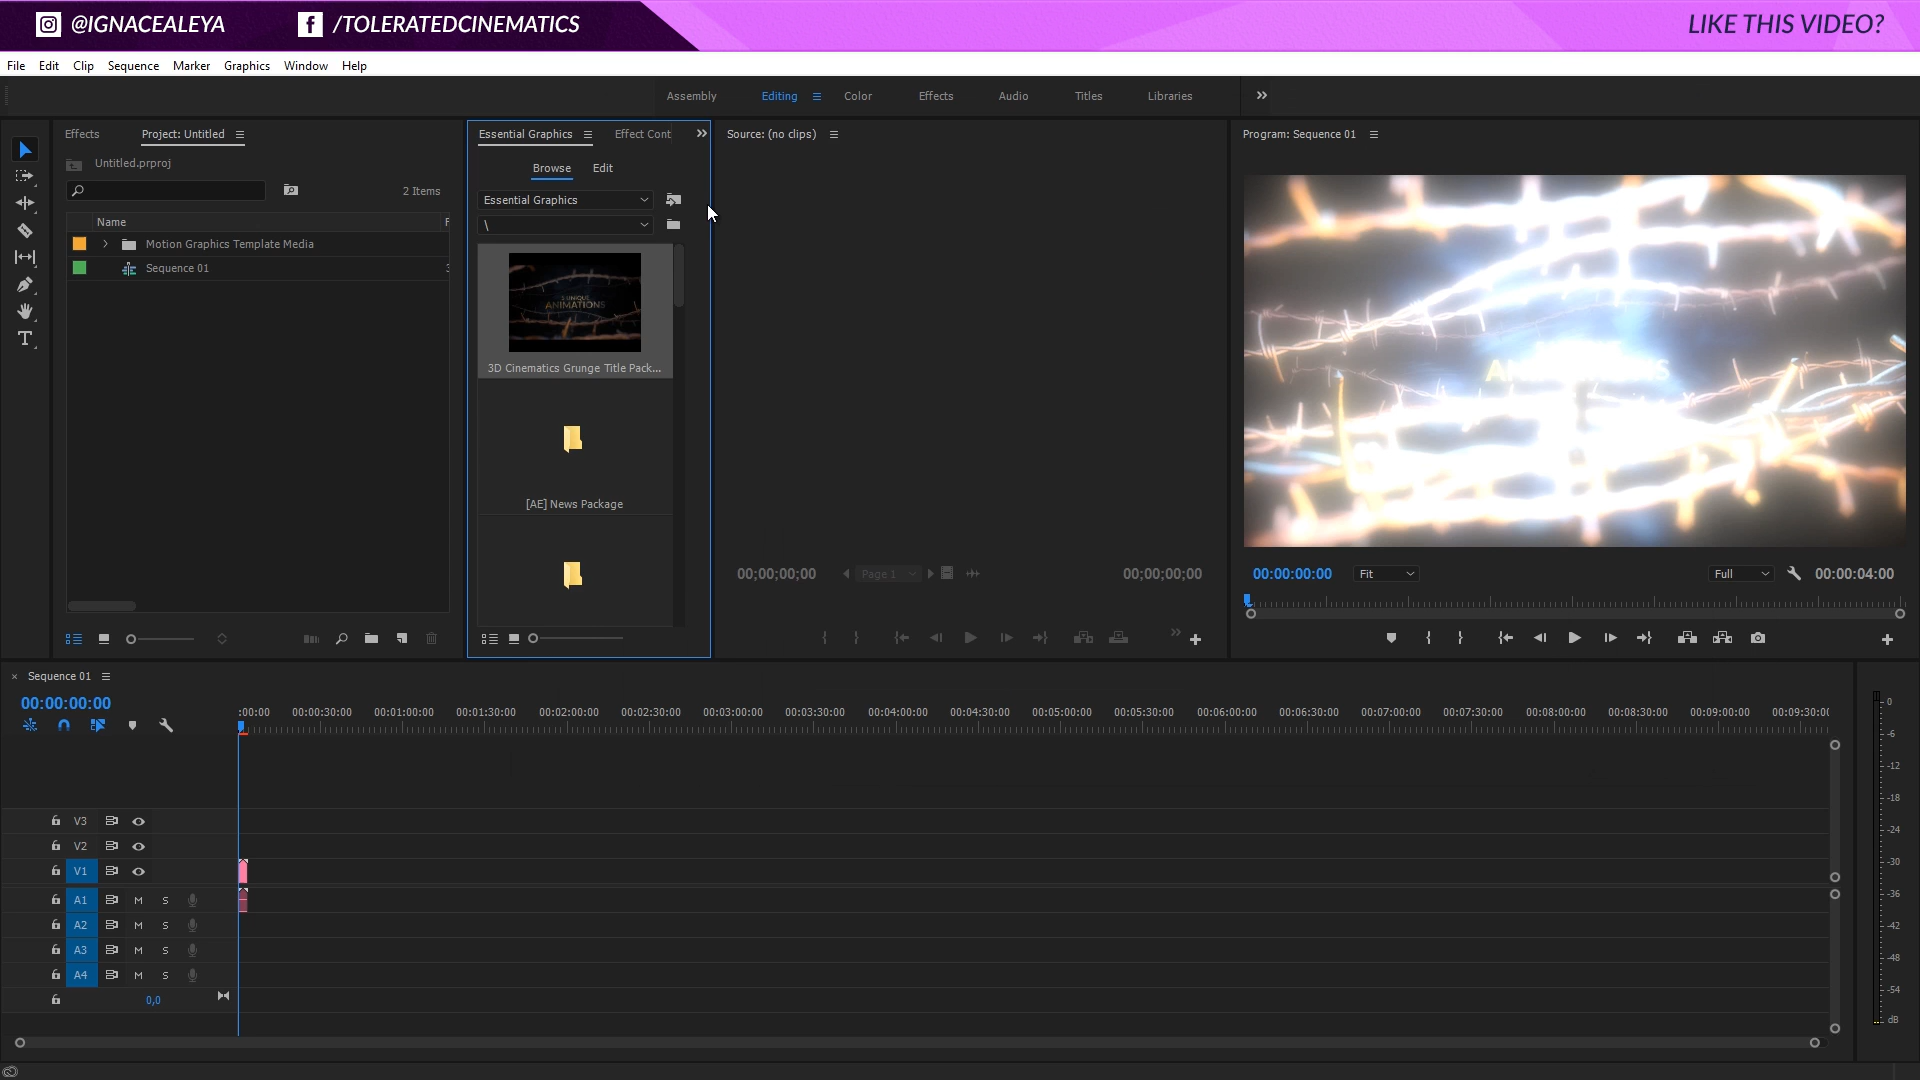 @IGNACEALEYA
/TOLERATEDCINEMATICS
LIKE THIS VIDEO?
File Edit Clip Sequence Marker Graphics Window Help
Assembly Editing Color Effects Audio Titles Libraries
Effects Project: Untitled
Untitled.prproj
2 Items
Name
Motion Graphics Template Media
Sequence 01
Essential Graphics Effect Cont
Browse Edit
Essential Graphics
\
ANIMATIONS
3D Cinematics Grunge Title Pack...
[AE] News Package
Source: (no clips)
00;00;00;00 Page 1 00;00;00;00
Program: Sequence 01
00:00:00:00 Fit Full 00:00:04:00
Sequence 01
00:00:00:00
:00:00 00:00:30:00 00:01:00:00 00:01:30:00 00:02:00:00 00:02:30:00 00:03:00:00 00:03:30:00 00:04:00:00 00:04:30:00 00:05:00:00 00:05:30:00 00:06:00:00 00:06:30:00 00:07:00:00 00:07:30:00 00:08:00:00 00:08:30:00 00:09:00:00 00:09:30:0
V3
V2
V1
A1 M S
A2 M S
A3 M S
A4 M S
0,0
0
-6
-12
-18
-24
-30
-36
-42
-48
-54
dB